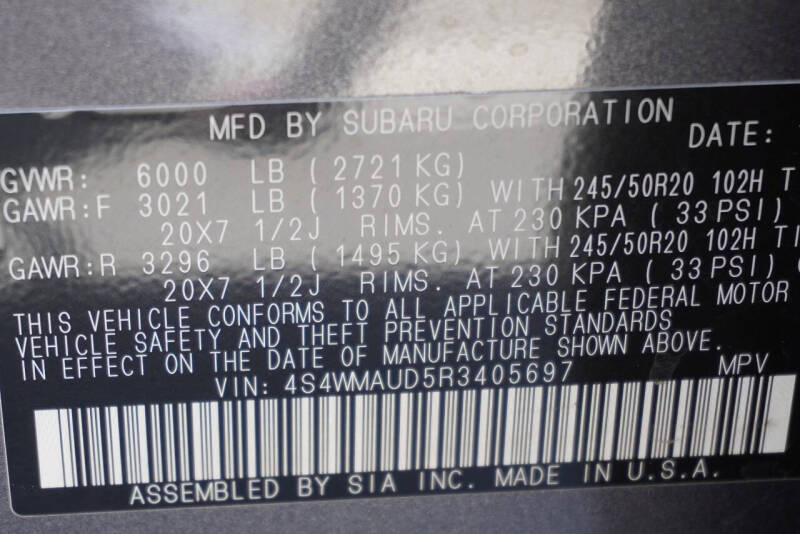 MFD BY SUBARU CORPORATION DATE:
GVWR: 6000 LB ( 2721 KG)
GAWR:F 3021 LB ( 1370 KG) WITH 245/50R20 102H TI
20X7 1/2J RIMS. AT 230 KPA ( 33 PSI)
GAWR:R 3296 LB ( 1495 KG) WITH 245/50R20 102H TI
20X7 1/2J RIMS. AT 230 KPA ( 33 PSI) (
THIS VEHICLE CONFORMS TO ALL APPLICABLE FEDERAL MOTOR
VEHICLE SAFETY AND THEFT PREVENTION STANDARDS
IN EFFECT ON THE DATE OF MANUFACTURE SHOWN ABOVE.
VIN: 4S4WMAUD5R3405697 MPV
ASSEMBLED BY SIA INC. MADE IN U.S.A.